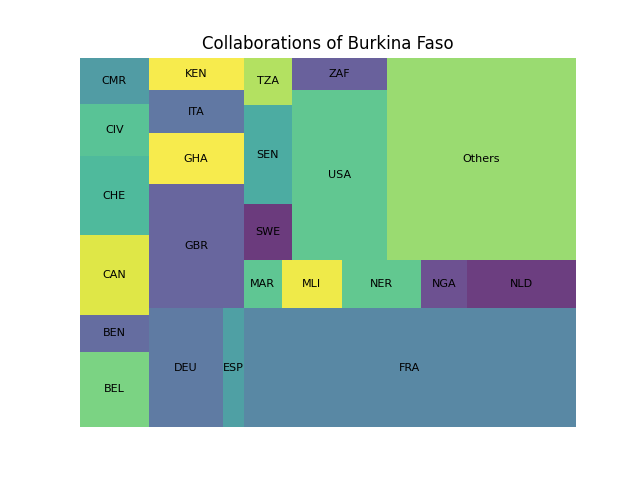 Collaborations of Burkina Faso
CMR
KEN
TZA
ZAF
Others
ITA
CIV
GHA
SEN
USA
CHE
SWE
GBR
CAN
MAR
MLI
NER
NGA
NLD
BEN
DEU
ESP
FRA
BEL